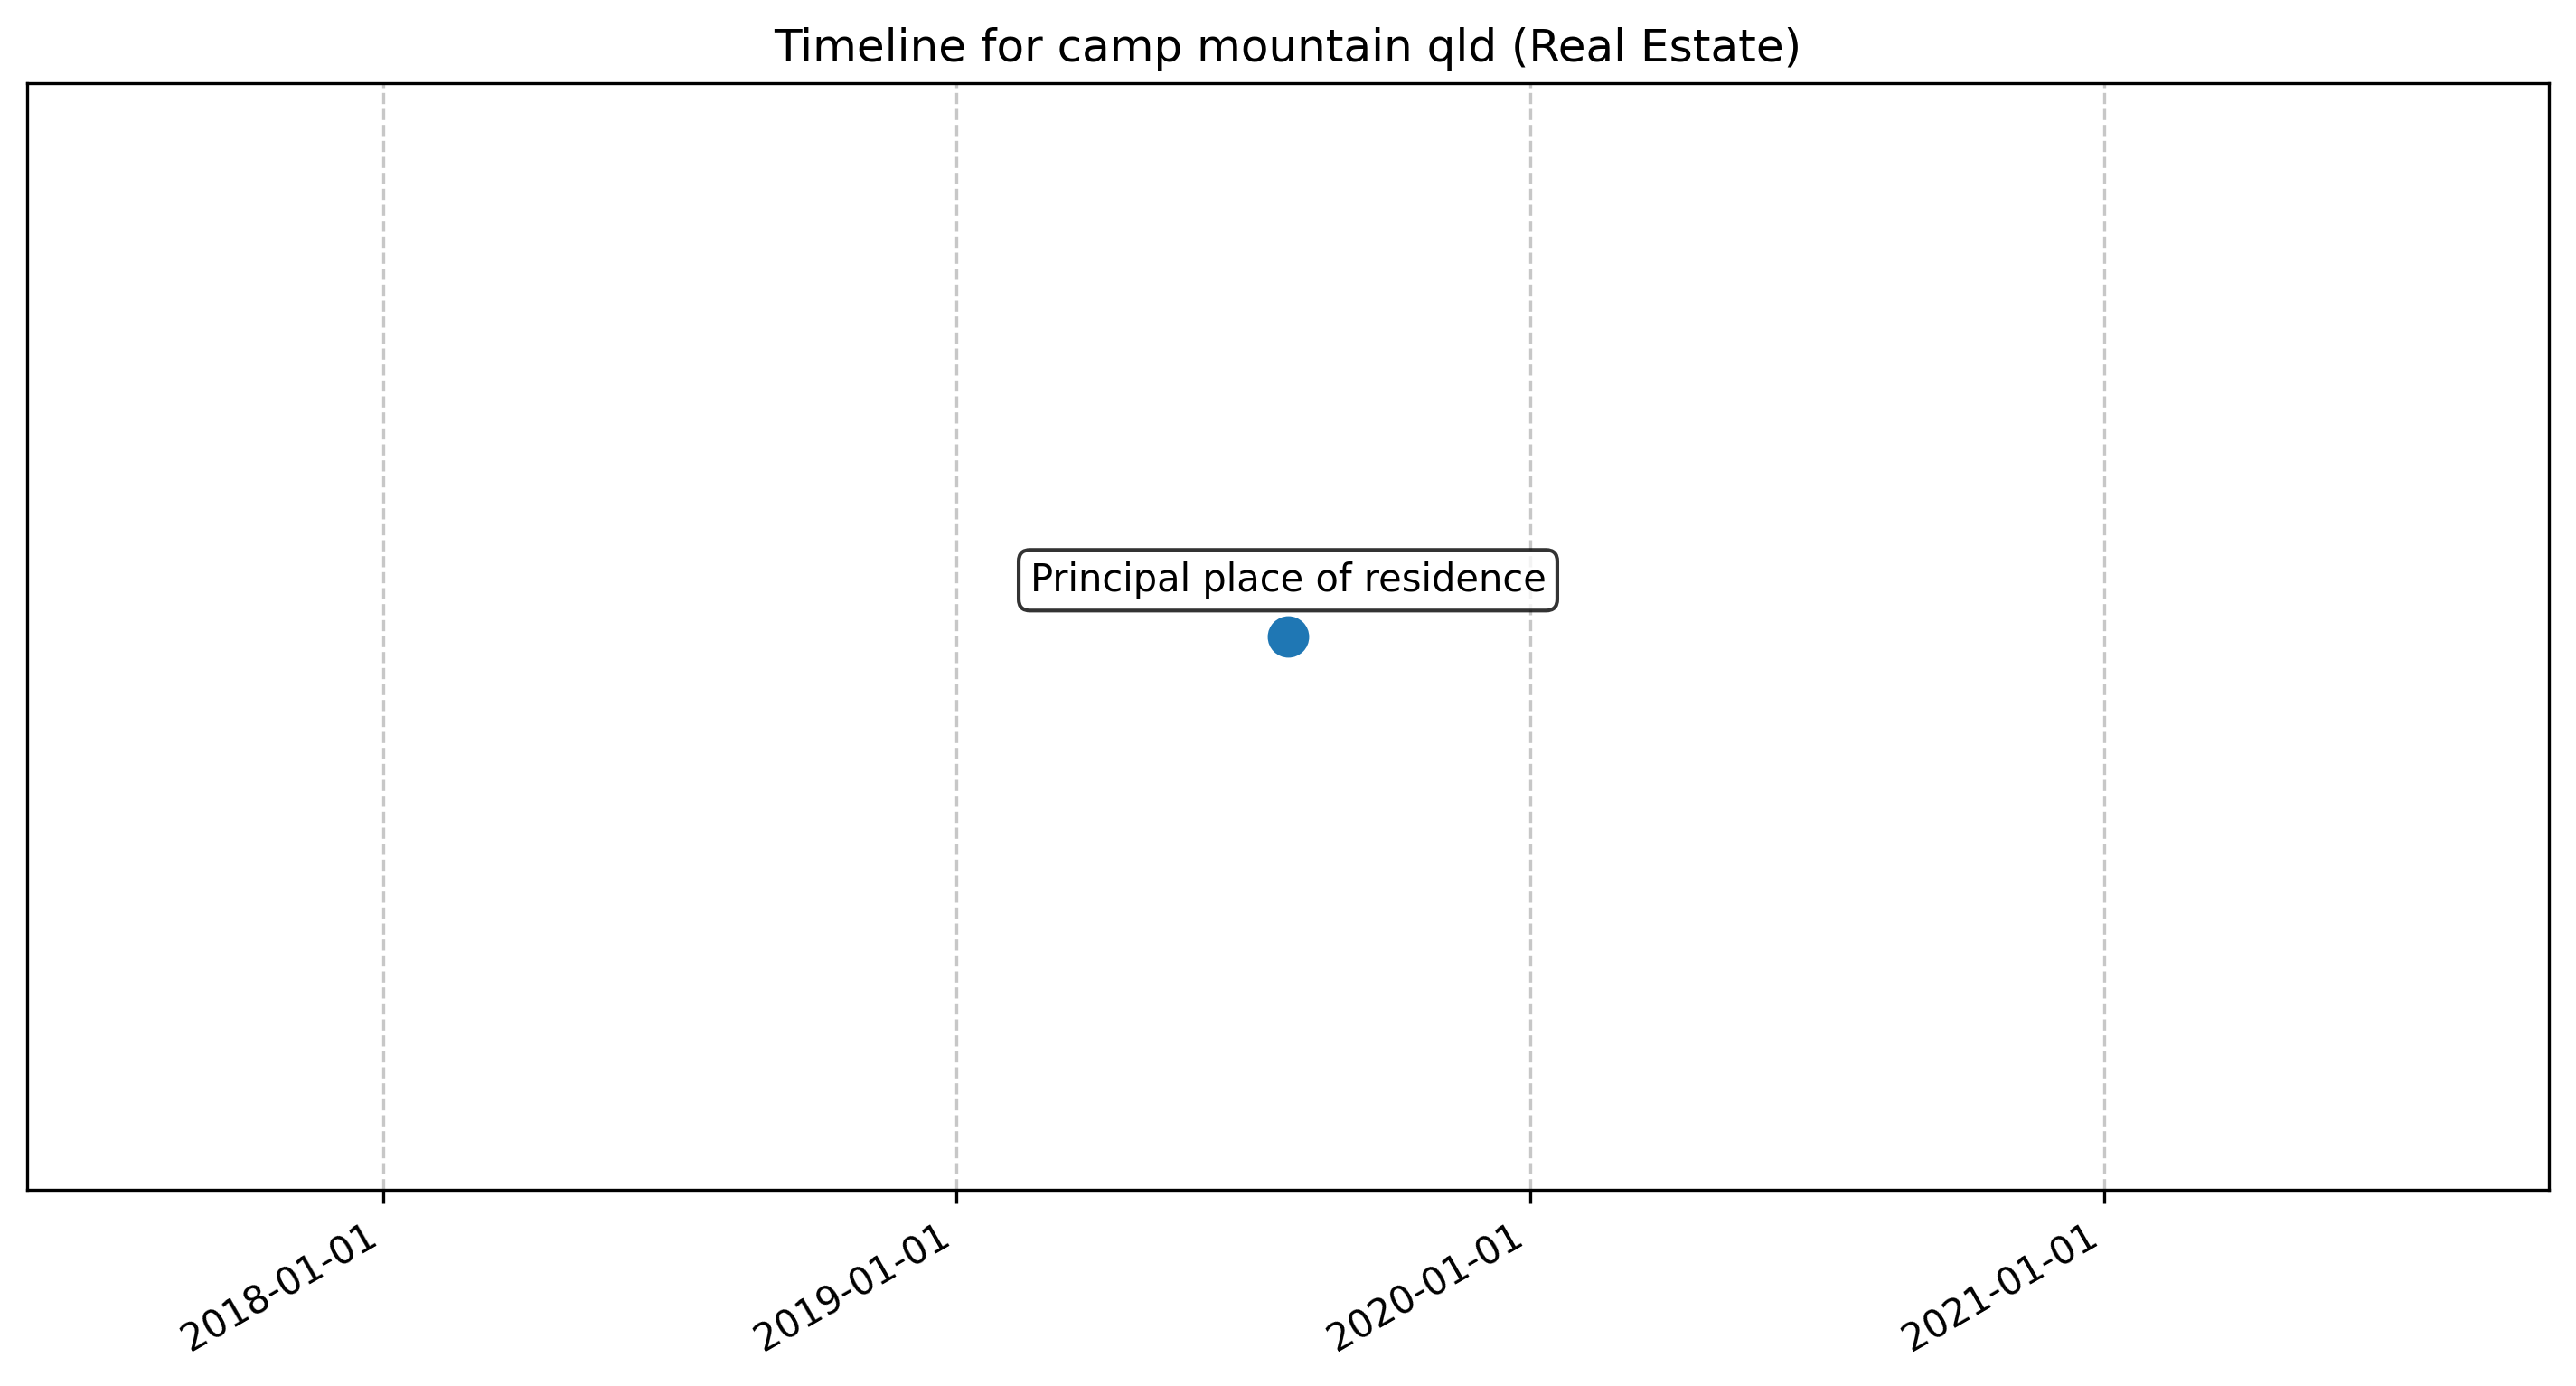 Timeline for camp mountain qld (Real Estate)
Principal place of residence
2018-01-01
2019-01-01
2020-01-01
2021-01-01